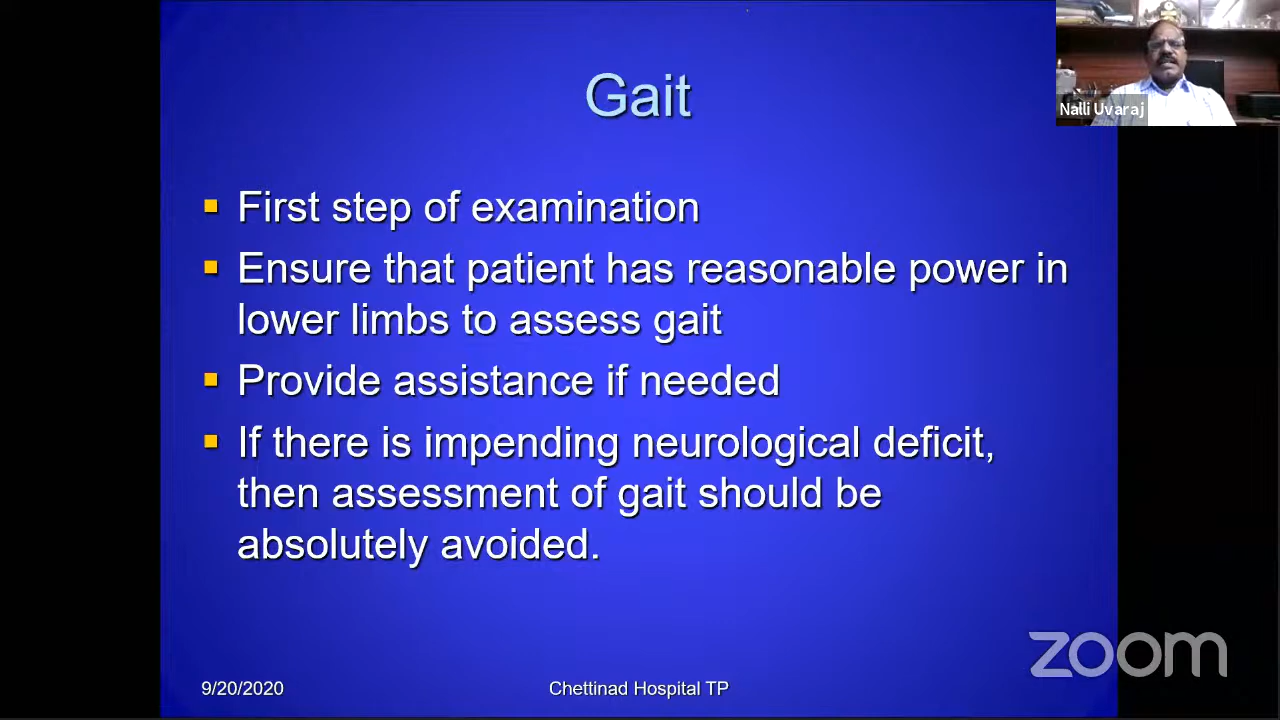 Gait
Nalli Uvaraj
First step of examination
Ensure that patient has reasonable power in
lower limbs to assess gait
Provide assistance if needed
If there is impending neurological deficit,
then assessment of gait should be
absolutely avoided.
zoom
9/20/2020
Chettinad Hospital TP